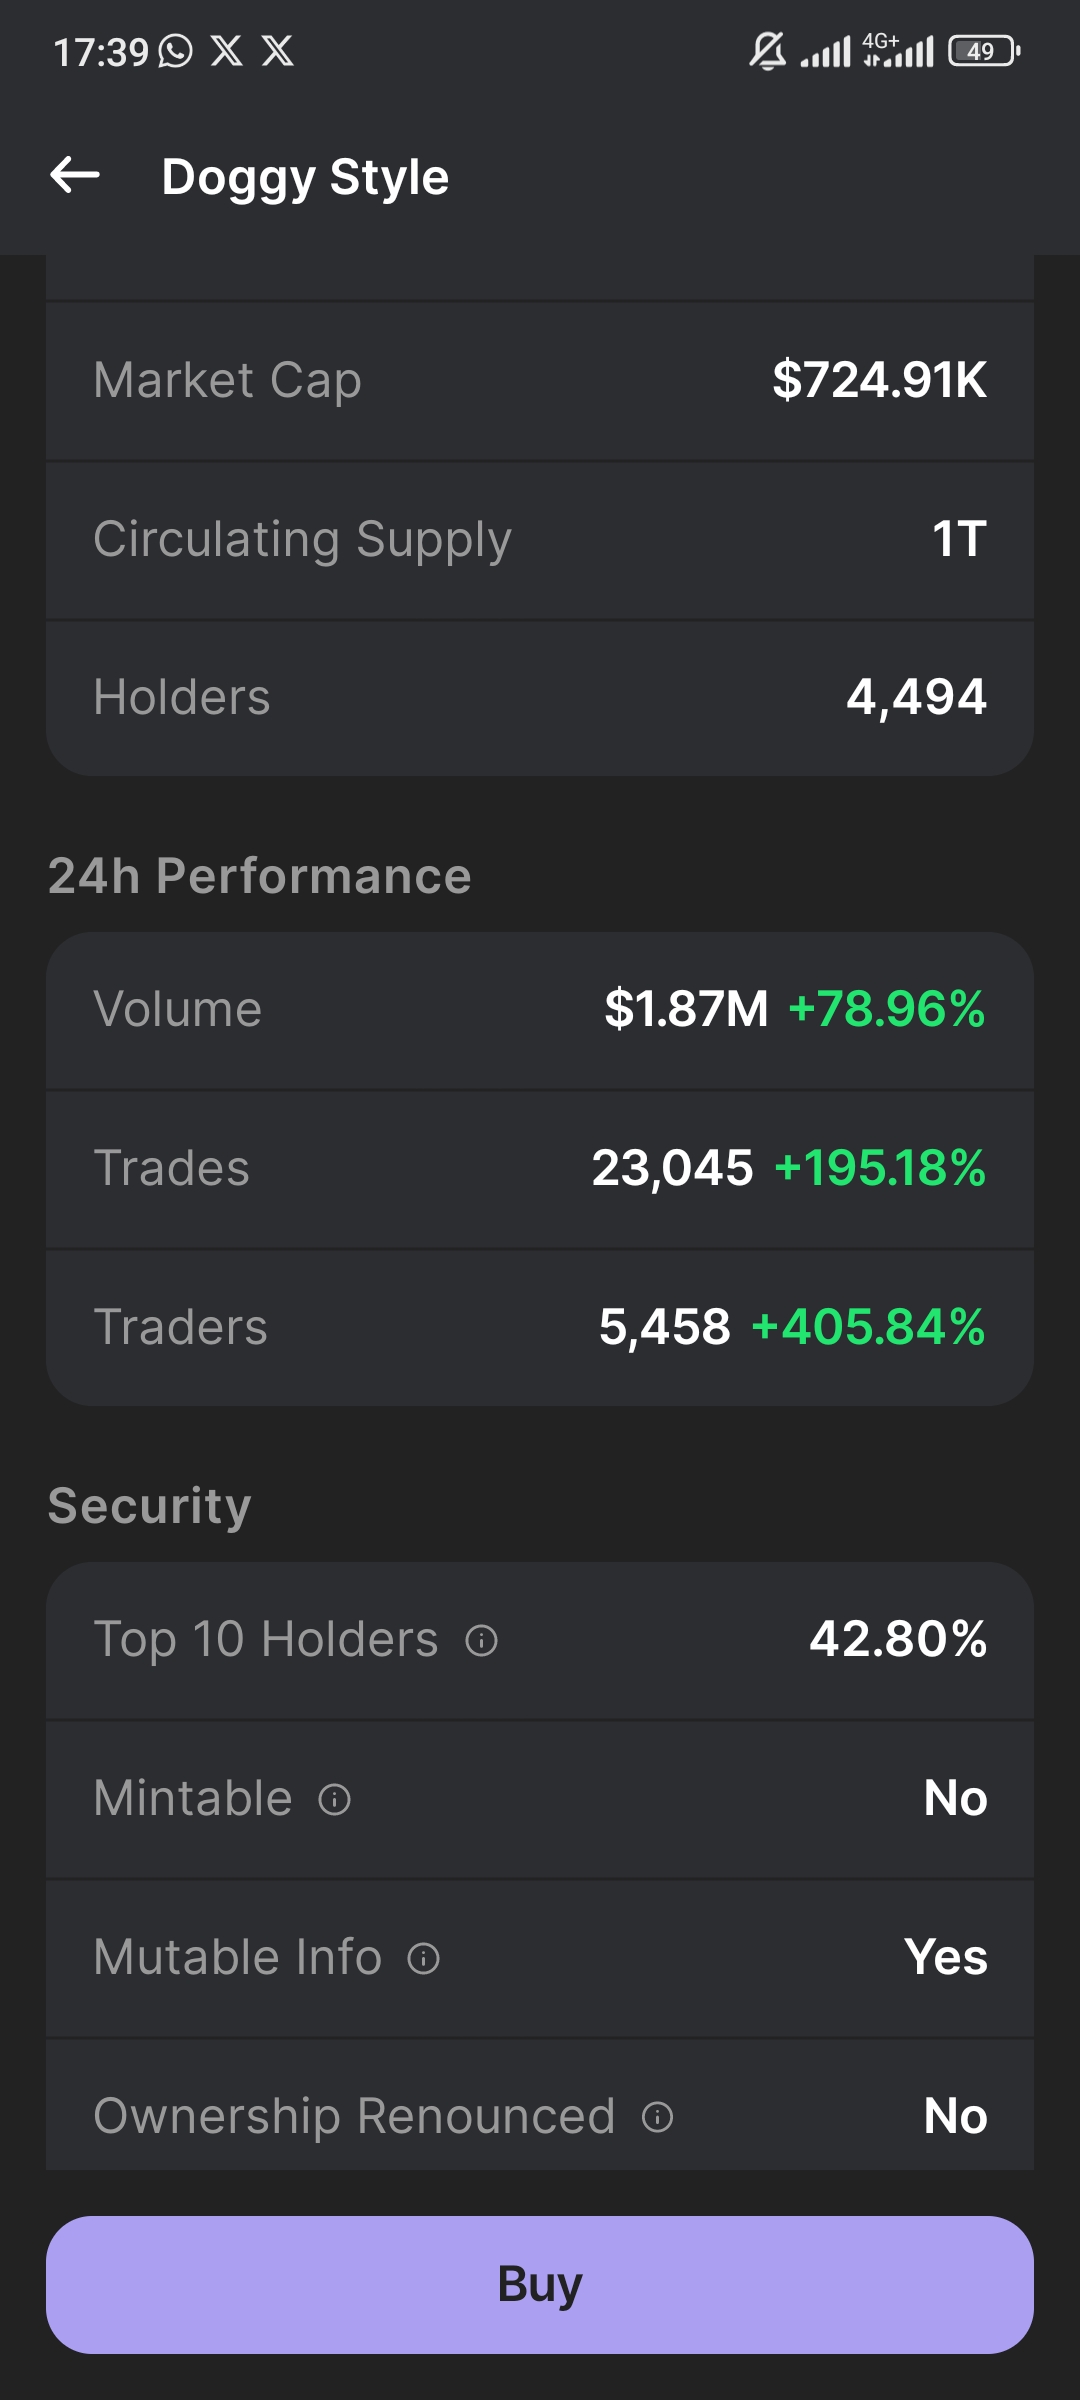 17:39 4G+ 49
Doggy Style
Market Cap $724.91K
Circulating Supply 1T
Holders 4,494
24h Performance
Volume $1.87M +78.96%
Trades 23,045 +195.18%
Traders 5,458 +405.84%
Security
Top 10 Holders 42.80%
Mintable No
Mutable Info Yes
Ownership Renounced No
Buy